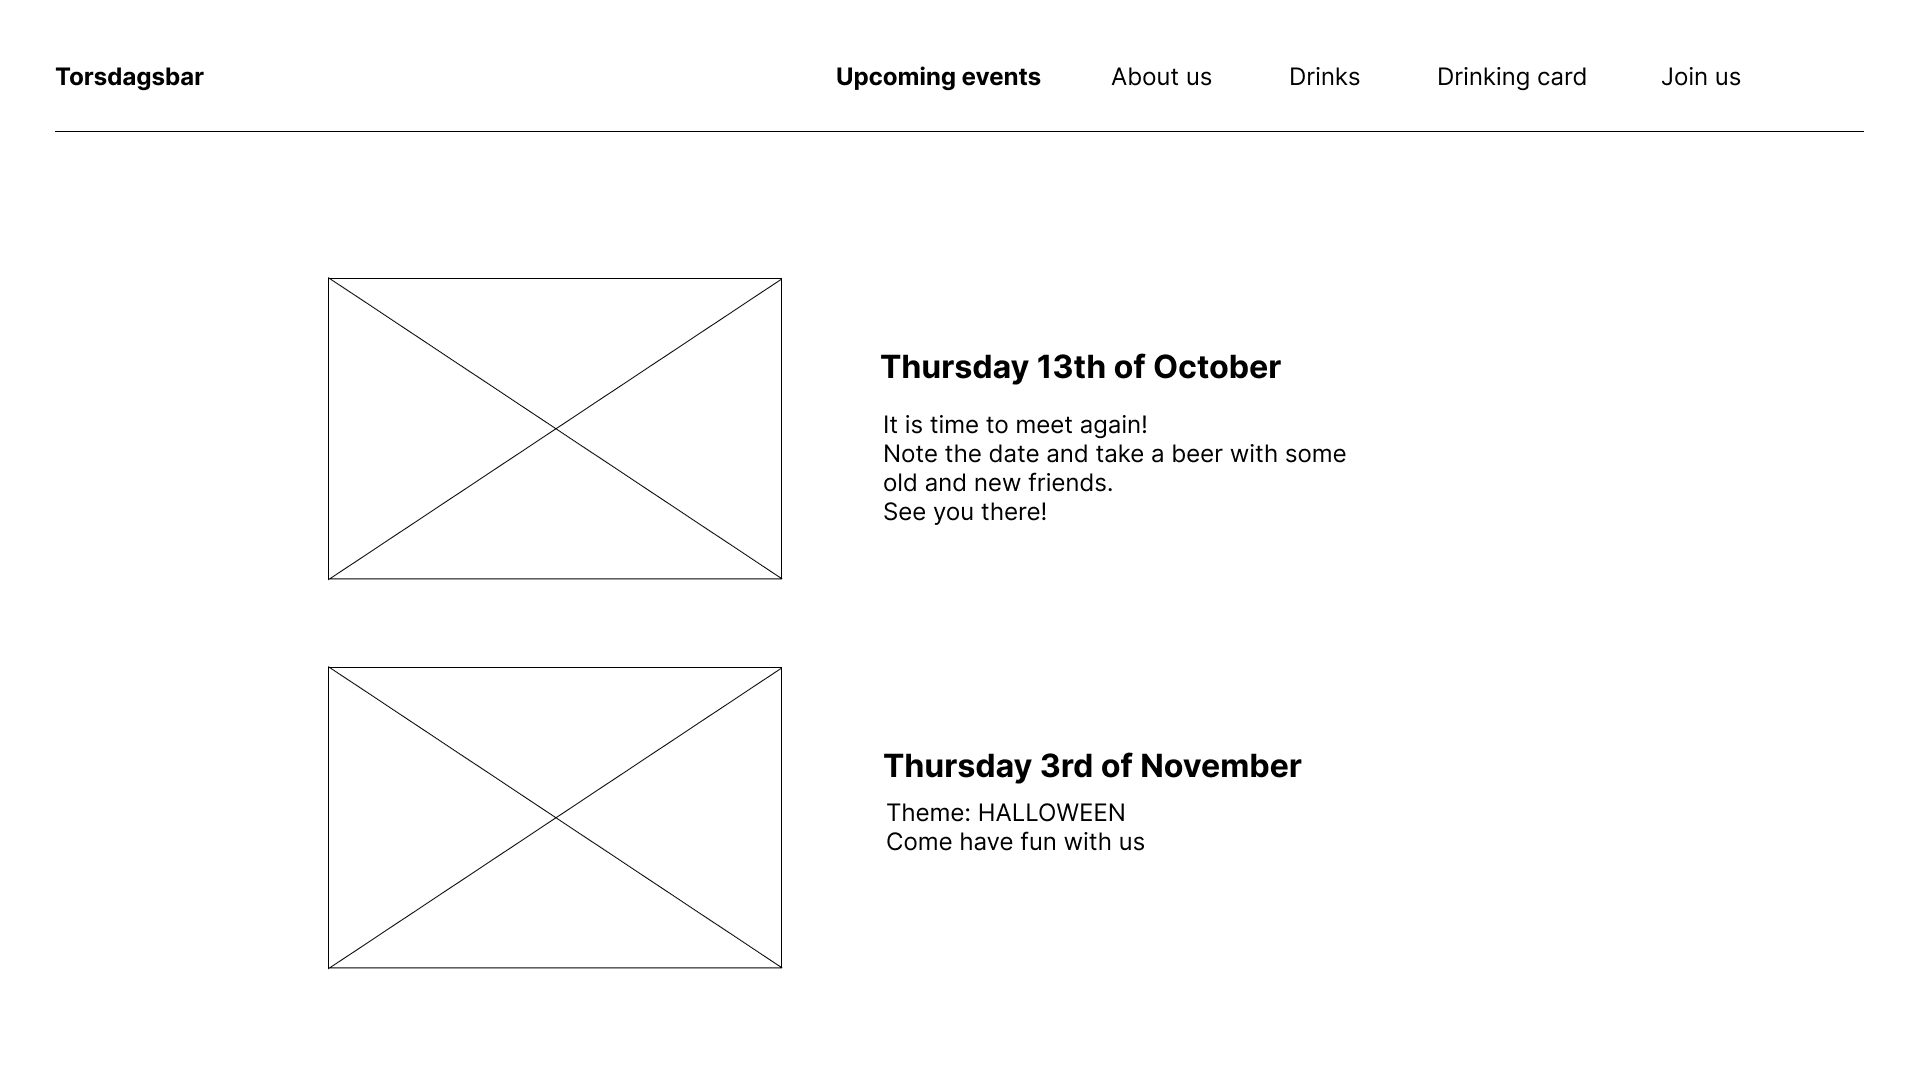 Torsdagsbar
Upcoming events
About us
Drinks
Drinking card
Join us
Thursday 13th of October
It is time to meet again!
Note the date and take a beer with some
old and new friends.
See you there!
Thursday 3rd of November
Theme: HALLOWEEN
Come have fun with us